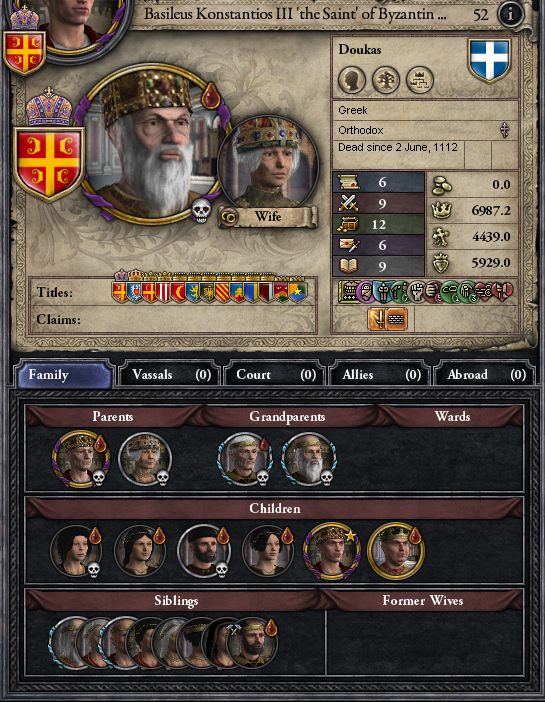 Basileus Konstantios III 'the Saint' of Byzantin ... 52
Doukas
Greek
Orthodox
Dead since 2 June, 1112
6 0.0
9 6987.2
12 4439.0
6 5929.0
9
Wife
Titles:
Claims:
Family Vassals (0) Court (0) Allies (0) Abroad (0)
Parents Grandparents Wards
Children
Siblings Former Wives